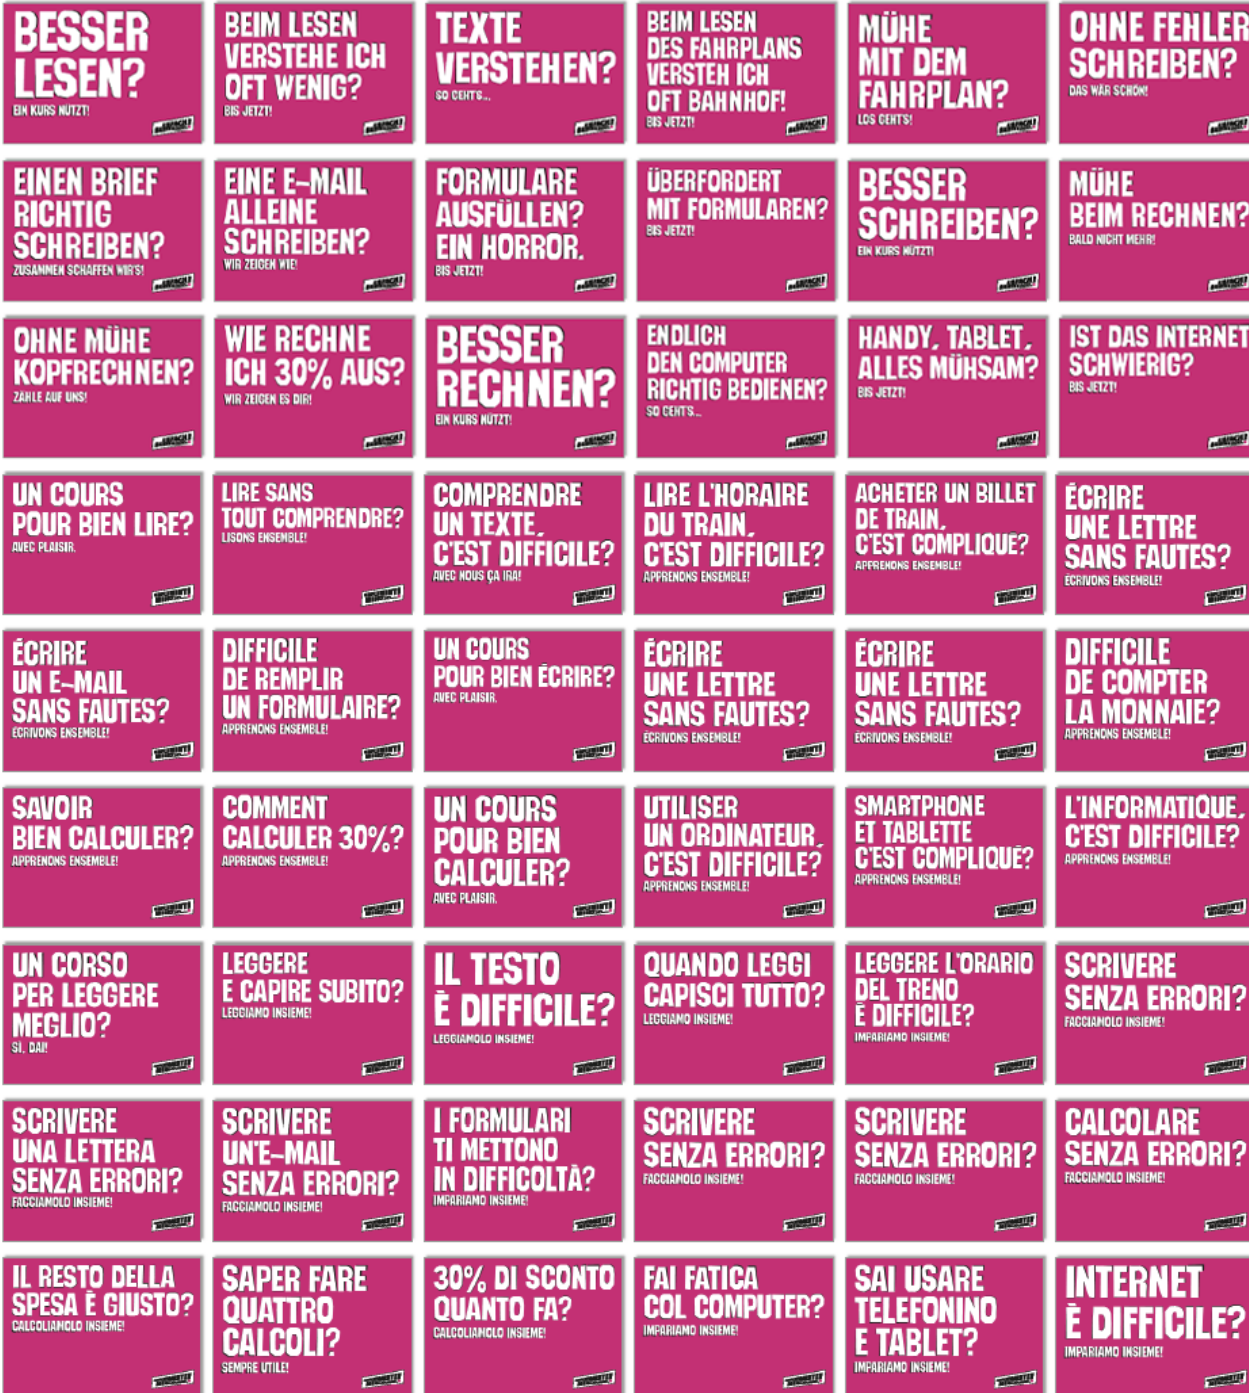 BESSER
LESEN?
EIN KURS NÜTZT!
BEIM LESEN
VERSTEHE ICH
OFT WENIG?
BIS JETZT!
TEXTE
VERSTEHEN?
SO GEHT'S...
BEIM LESEN
DES FAHRPLANS
VERSTEH ICH
OFT BAHNHOF!
BIS JETZT!
MÜHE
MIT DEM
FAHRPLAN?
LOS GEHT'S!
OHNE FEHLER
SCHREIBEN?
DAS WÄR SCHÖN!
EINEN BRIEF
RICHTIG
SCHREIBEN?
ZUSAMMEN SCHAFFEN WIR'S!
EINE E-MAIL
ALLEINE
SCHREIBEN?
WIR ZEIGEN WIE!
FORMULARE
AUSFÜLLEN?
EIN HORROR.
BIS JETZT!
ÜBERFORDERT
MIT FORMULAREN?
BIS JETZT!
BESSER
SCHREIBEN?
EIN KURS NÜTZT!
MÜHE
BEIM RECHNEN?
BALD NICHT MEHR!
OHNE MÜHE
KOPFRECHNEN?
ZÄHLE AUF UNS!
WIE RECHNE
ICH 30% AUS?
WIR ZEIGEN ES DIR!
BESSER
RECHNEN?
EIN KURS NÜTZT!
ENDLICH
DEN COMPUTER
RICHTIG BEDIENEN?
SO GEHT'S...
HANDY, TABLET,
ALLES MÜHSAM?
BIS JETZT!
IST DAS INTERNET
SCHWIERIG?
BIS JETZT!
UN COURS
POUR BIEN LIRE?
AVEC PLAISIR.
LIRE SANS
TOUT COMPRENDRE?
LISONS ENSEMBLE!
COMPRENDRE
UN TEXTE,
C'EST DIFFICILE?
AVEC NOUS ÇA IRA!
LIRE L'HORAIRE
DU TRAIN,
C'EST DIFFICILE?
APPRENONS ENSEMBLE!
ACHETER UN BILLET
DE TRAIN,
C'EST COMPLIQUÉ?
APPRENONS ENSEMBLE!
ÉCRIRE
UNE LETTRE
SANS FAUTES?
ÉCRIVONS ENSEMBLE!
ÉCRIRE
UN E-MAIL
SANS FAUTES?
ÉCRIVONS ENSEMBLE!
DIFFICILE
DE REMPLIR
UN FORMULAIRE?
APPRENONS ENSEMBLE!
UN COURS
POUR BIEN ÉCRIRE?
AVEC PLAISIR.
ÉCRIRE
UNE LETTRE
SANS FAUTES?
ÉCRIVONS ENSEMBLE!
ÉCRIRE
UNE LETTRE
SANS FAUTES?
ÉCRIVONS ENSEMBLE!
DIFFICILE
DE COMPTER
LA MONNAIE?
APPRENONS ENSEMBLE!
SAVOIR
BIEN CALCULER?
APPRENONS ENSEMBLE!
COMMENT
CALCULER 30%?
APPRENONS ENSEMBLE!
UN COURS
POUR BIEN
CALCULER?
AVEC PLAISIR.
UTILISER
UN ORDINATEUR,
C'EST DIFFICILE?
APPRENONS ENSEMBLE!
SMARTPHONE
ET TABLETTE
C'EST COMPLIQUÉ?
APPRENONS ENSEMBLE!
L'INFORMATIQUE,
C'EST DIFFICILE?
APPRENONS ENSEMBLE!
UN CORSO
PER LEGGERE
MEGLIO?
SÌ, DAI!
LEGGERE
E CAPIRE SUBITO?
LEGGIAMO INSIEME!
IL TESTO
È DIFFICILE?
LEGGIAMOLO INSIEME!
QUANDO LEGGI
CAPISCI TUTTO?
LEGGIAMO INSIEME!
LEGGERE L'ORARIO
DEL TRENO
È DIFFICILE?
IMPARIAMO INSIEME!
SCRIVERE
SENZA ERRORI?
FACCIAMOLO INSIEME!
SCRIVERE
UNA LETTERA
SENZA ERRORI?
FACCIAMOLO INSIEME!
SCRIVERE
UN'E-MAIL
SENZA ERRORI?
FACCIAMOLO INSIEME!
I FORMULARI
TI METTONO
IN DIFFICOLTÀ?
IMPARIAMO INSIEME!
SCRIVERE
SENZA ERRORI?
FACCIAMOLO INSIEME!
SCRIVERE
SENZA ERRORI?
FACCIAMOLO INSIEME!
CALCOLARE
SENZA ERRORI?
FACCIAMOLO INSIEME!
IL RESTO DELLA
SPESA È GIUSTO?
CALCOLIAMOLO INSIEME!
SAPER FARE
QUATTRO
CALCOLI?
SEMPRE UTILE!
30% DI SCONTO
QUANTO FA?
CALCOLIAMOLO INSIEME!
FAI FATICA
COL COMPUTER?
IMPARIAMO INSIEME!
SAI USARE
TELEFONINO
E TABLET?
IMPARIAMO INSIEME!
INTERNET
È DIFFICILE?
IMPARIAMO INSIEME!